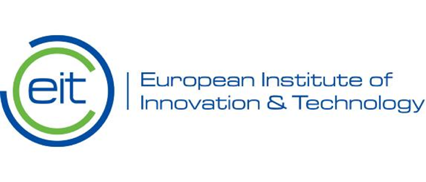 eit
European Institute of
Innovation & Technology